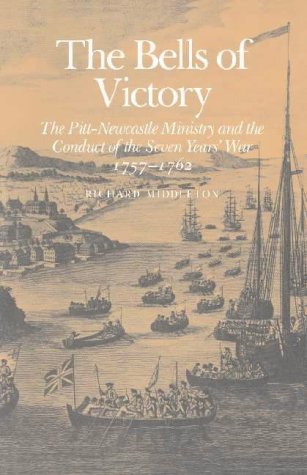 The Bells of
Victory
The Pitt-Newcastle Ministry and the
Conduct of the Seven Years' War
1757–1762
RICHARD MIDDLETON